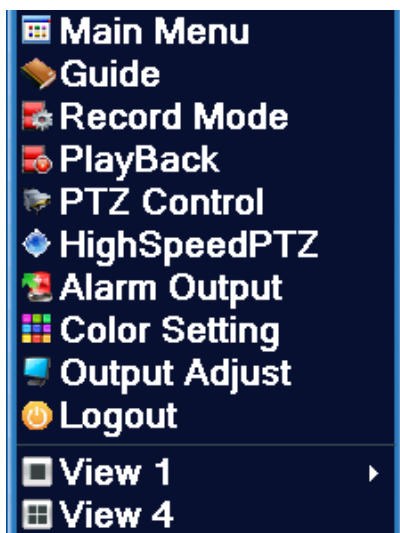 Main Menu
Guide
Record Mode
PlayBack
PTZ Control
HighSpeedPTZ
Alarm Output
Color Setting
Output Adjust
Logout
View 1
View 4